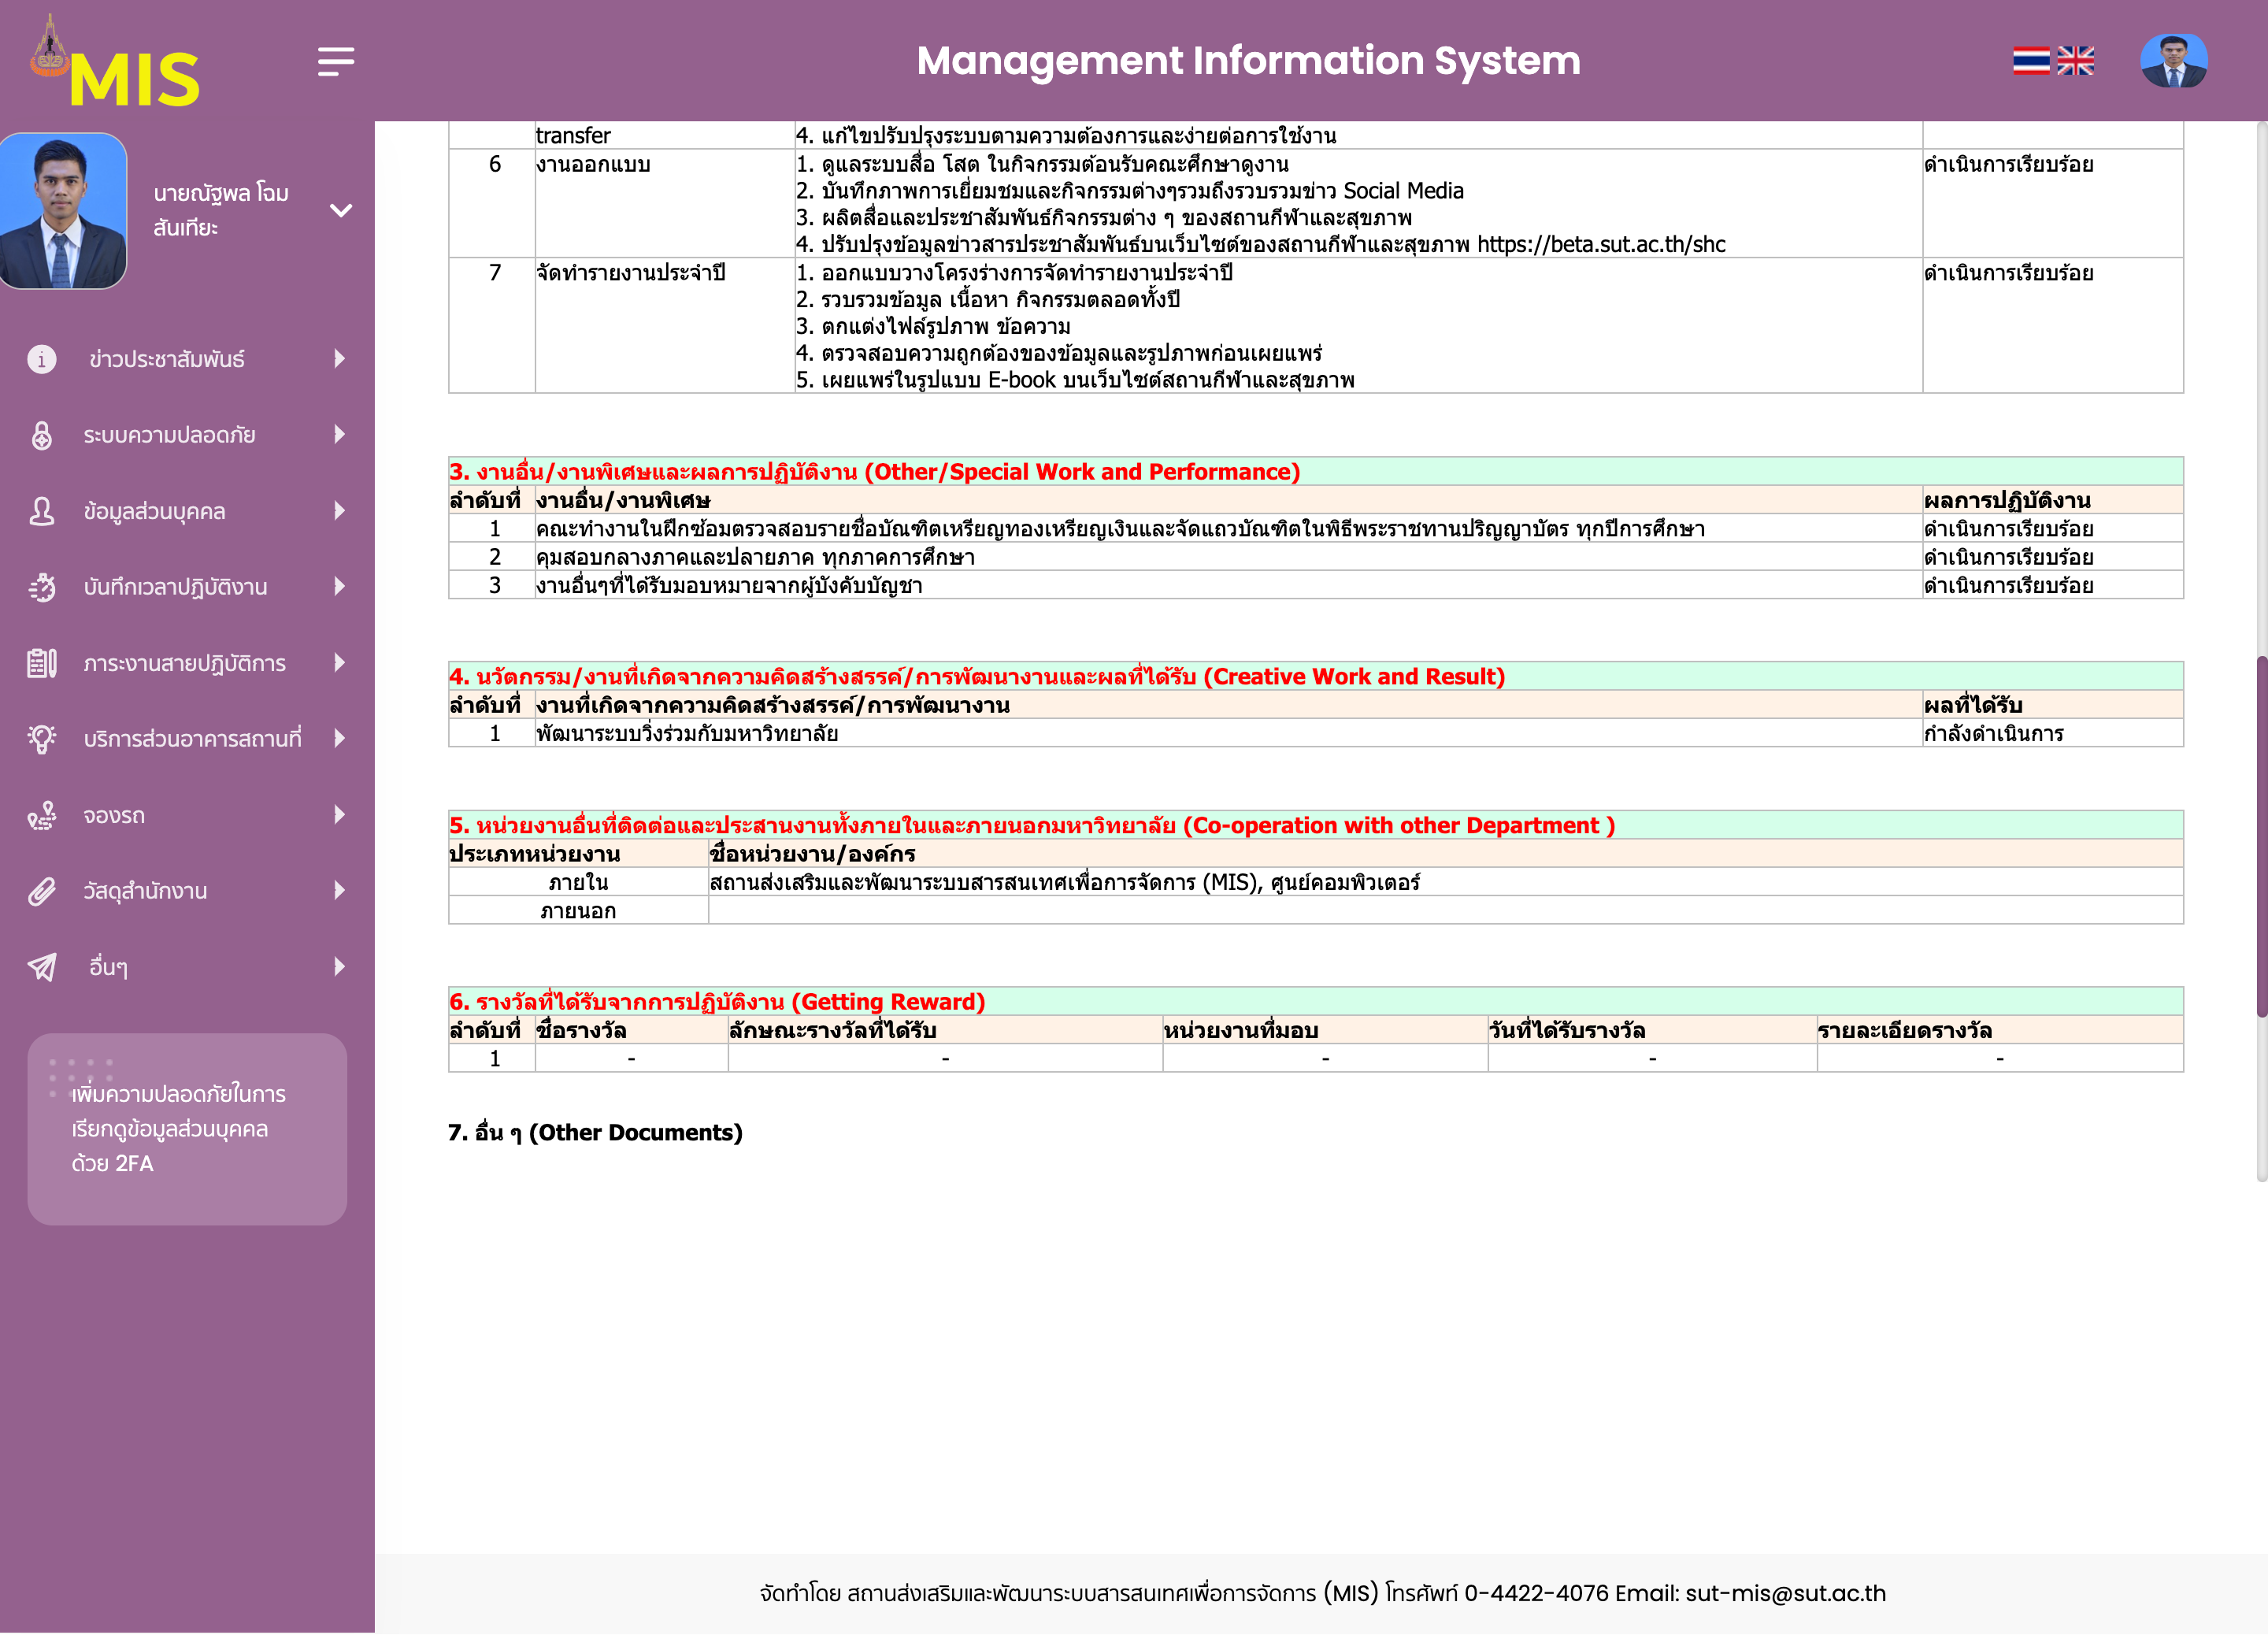 MIS
Management Information System
นายณัฐพล โฉม
สันเทียะ
ข่าวประชาสัมพันธ์
ระบบความปลอดภัย
ข้อมูลส่วนบุคคล
บันทึกเวลาปฏิบัติงาน
ภาระงานสายปฏิบัติการ
บริการส่วนอาคารสถานที่
จองรถ
วัสดุสำนักงาน
อื่นๆ
เพิ่มความปลอดภัยในการ
เรียกดูข้อมูลส่วนบุคคล
ด้วย 2FA
transfer 4. แก้ไขปรับปรุงระบบตามความต้องการและง่ายต่อการใช้งาน
6 งานออกแบบ 1. ดูแลระบบสื่อ โสต ในกิจกรรมต้อนรับคณะศึกษาดูงาน ดำเนินการเรียบร้อย
2. บันทึกภาพการเยี่ยมชมและกิจกรรมต่างๆรวมถึงรวบรวมข่าว Social Media
3. ผลิตสื่อและประชาสัมพันธ์กิจกรรมต่าง ๆ ของสถานกีฬาและสุขภาพ
4. ปรับปรุงข้อมูลข่าวสารประชาสัมพันธ์บนเว็บไซต์ของสถานกีฬาและสุขภาพ https://beta.sut.ac.th/shc
7 จัดทำรายงานประจำปี 1. ออกแบบวางโครงร่างการจัดทำรายงานประจำปี ดำเนินการเรียบร้อย
2. รวบรวมข้อมูล เนื้อหา กิจกรรมตลอดทั้งปี
3. ตกแต่งไฟล์รูปภาพ ข้อความ
4. ตรวจสอบความถูกต้องของข้อมูลและรูปภาพก่อนเผยแพร่
5. เผยแพร่ในรูปแบบ E-book บนเว็บไซต์สถานกีฬาและสุขภาพ
3. งานอื่น/งานพิเศษและผลการปฏิบัติงาน (Other/Special Work and Performance)
ลำดับที่ งานอื่น/งานพิเศษ ผลการปฏิบัติงาน
1 คณะทำงานในฝึกซ้อมตรวจสอบรายชื่อบัณฑิตเหรียญทองเหรียญเงินและจัดแถวบัณฑิตในพิธีพระราชทานปริญญาบัตร ทุกปีการศึกษา ดำเนินการเรียบร้อย
2 คุมสอบกลางภาคและปลายภาค ทุกภาคการศึกษา ดำเนินการเรียบร้อย
3 งานอื่นๆที่ได้รับมอบหมายจากผู้บังคับบัญชา ดำเนินการเรียบร้อย
4. นวัตกรรม/งานที่เกิดจากความคิดสร้างสรรค์/การพัฒนางานและผลที่ได้รับ (Creative Work and Result)
ลำดับที่ งานที่เกิดจากความคิดสร้างสรรค์/การพัฒนางาน ผลที่ได้รับ
1 พัฒนาระบบวิ่งร่วมกับมหาวิทยาลัย กำลังดำเนินการ
5. หน่วยงานอื่นที่ติดต่อและประสานงานทั้งภายในและภายนอกมหาวิทยาลัย (Co-operation with other Department )
ประเภทหน่วยงาน ชื่อหน่วยงาน/องค์กร
ภายใน สถานส่งเสริมและพัฒนาระบบสารสนเทศเพื่อการจัดการ (MIS), ศูนย์คอมพิวเตอร์
ภายนอก
6. รางวัลที่ได้รับจากการปฏิบัติงาน (Getting Reward)
ลำดับที่ ชื่อรางวัล ลักษณะรางวัลที่ได้รับ หน่วยงานที่มอบ วันที่ได้รับรางวัล รายละเอียดรางวัล
1 - - - - -
7. อื่น ๆ (Other Documents)
จัดทำโดย สถานส่งเสริมและพัฒนาระบบสารสนเทศเพื่อการจัดการ (MIS) โทรศัพท์ 0-4422-4076 Email: sut-mis@sut.ac.th